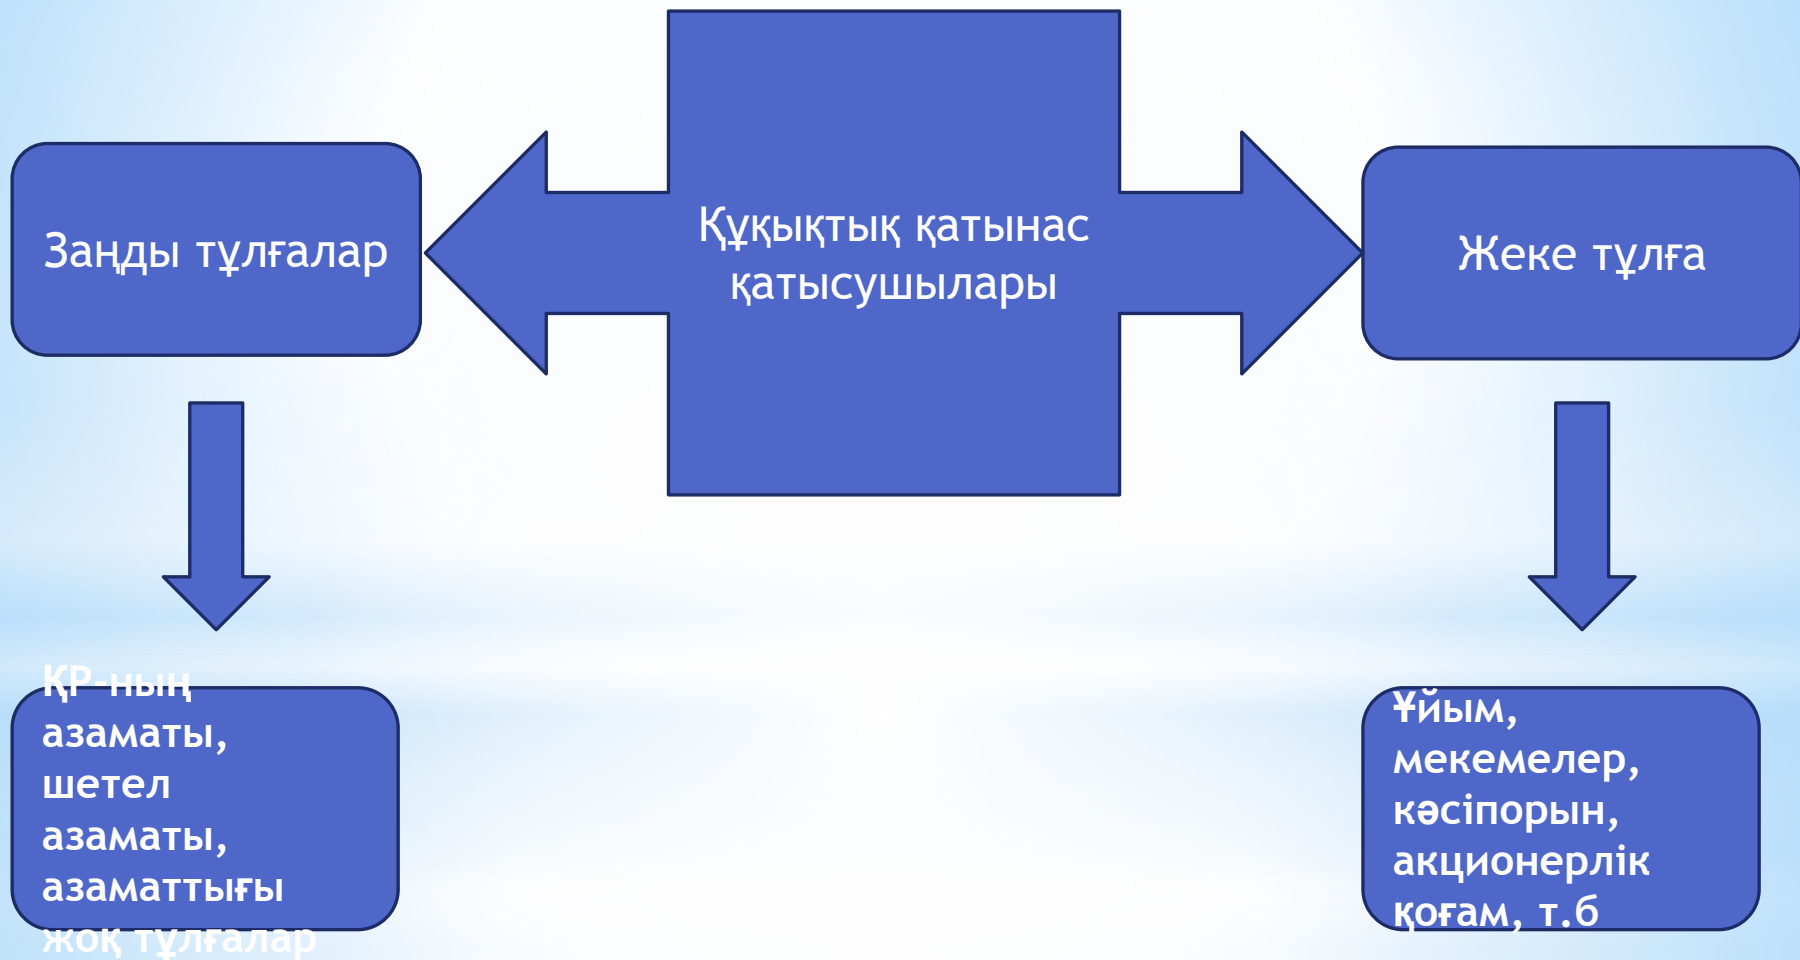 Құқықтық қатынас
қатысушылары
Заңды тұлғалар
Жеке тұлға
ҚР-ның
азаматы,
шетел
азаматы,
азаматтығы
жоқ тұлғалар
Ұйым,
мекемелер,
кәсіпорын,
акционерлік
қоғам, т.б